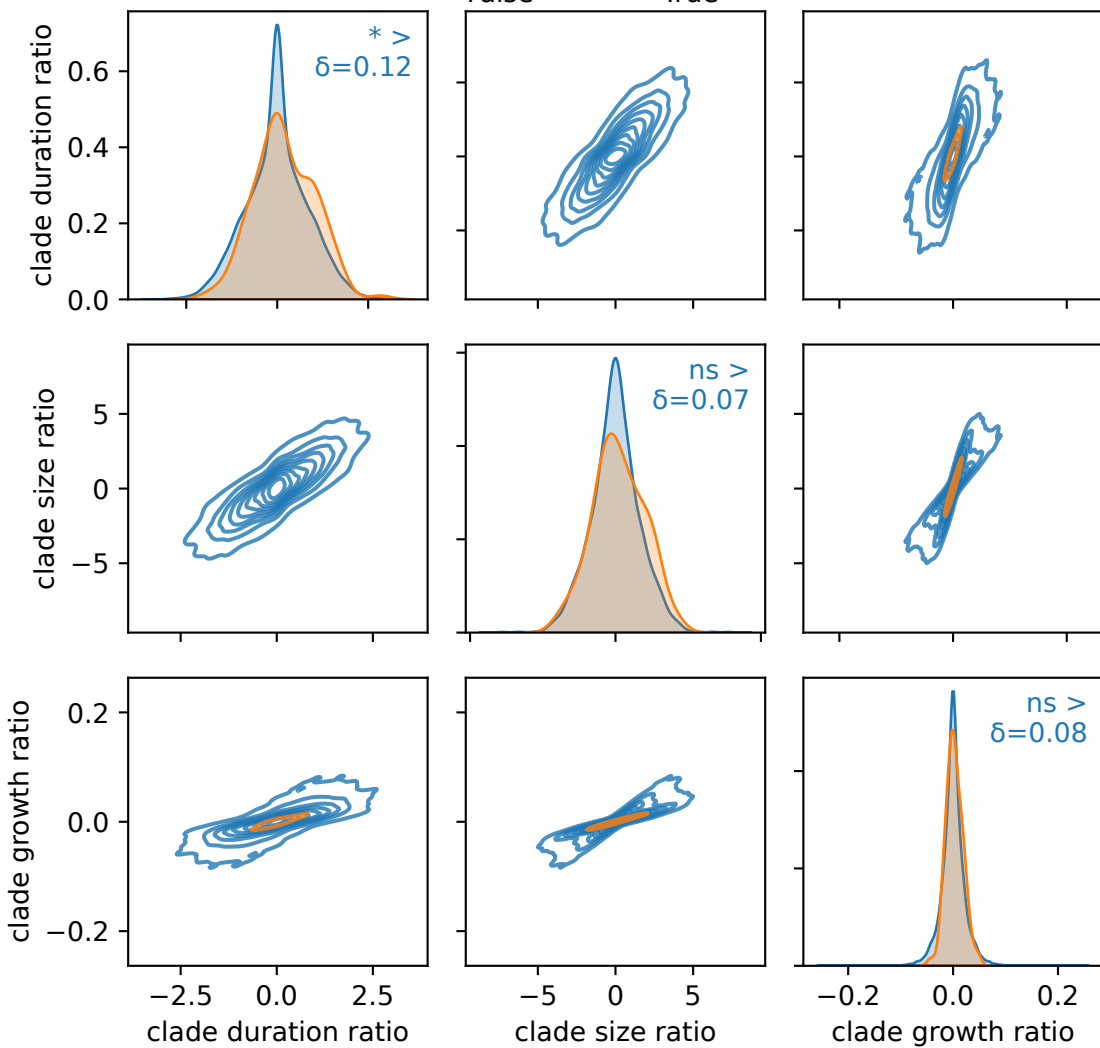 clade duration ratio
0.6
0.4
0.2
0.0
* >
δ=0.12
clade size ratio
5
0
−5
ns >
δ=0.07
clade growth ratio
0.2
0.0
−0.2
ns >
δ=0.08
−2.5 0.0 2.5
−5 0 5
−0.2 0.0 0.2
clade duration ratio
clade size ratio
clade growth ratio